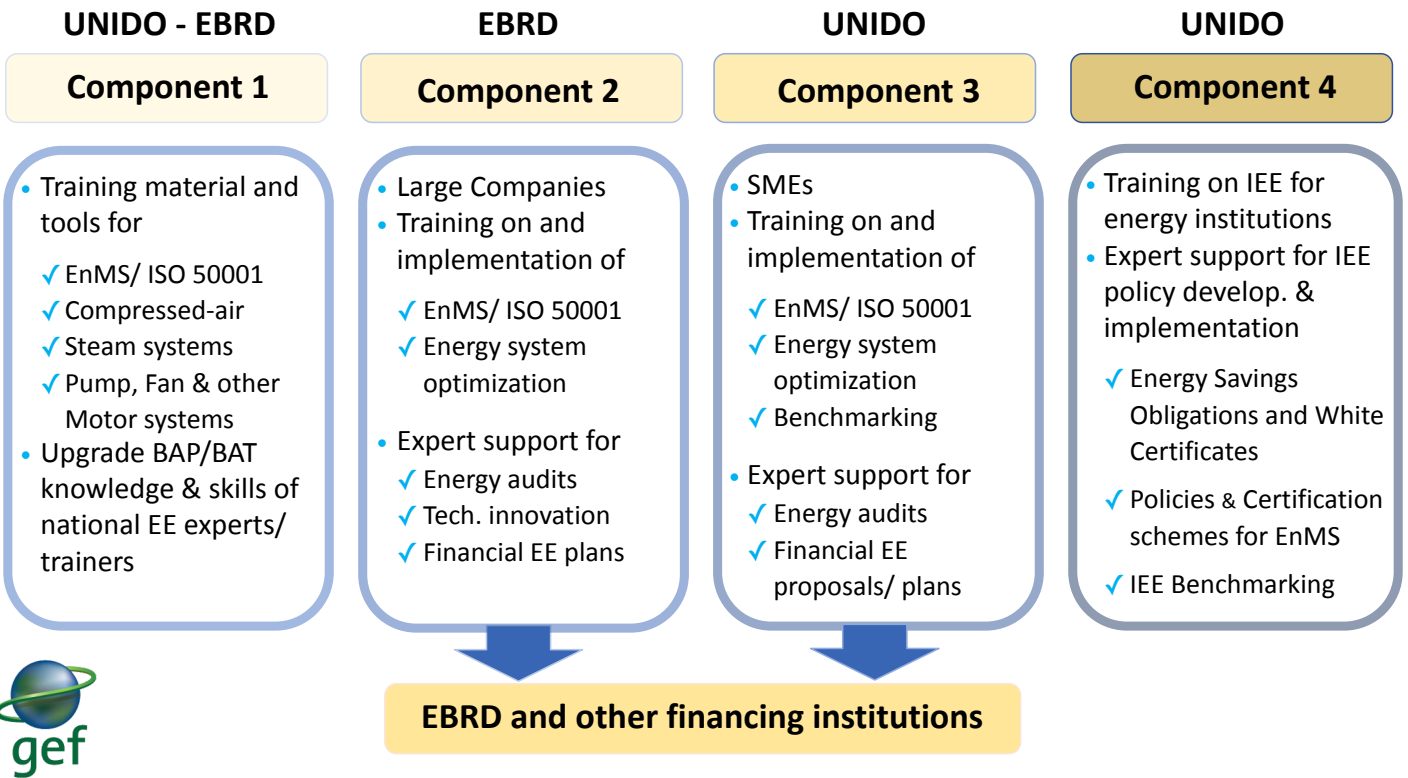 UNIDO - EBRD
Component 1
• Training material and
tools for
✓ EnMS/ ISO 50001
✓ Compressed-air
✓ Steam systems
✓ Pump, Fan & other
Motor systems
• Upgrade BAP/BAT
knowledge & skills of
national EE experts/
trainers
EBRD
Component 2
• Large Companies
• Training on and
implementation of
✓ EnMS/ ISO 50001
✓ Energy system
optimization
• Expert support for
✓ Energy audits
✓ Tech. innovation
✓ Financial EE plans
UNIDO
Component 3
• SMEs
• Training on and
implementation of
✓ EnMS/ ISO 50001
✓ Energy system
optimization
✓ Benchmarking
• Expert support for
✓ Energy audits
✓ Financial EE
proposals/ plans
UNIDO
Component 4
• Training on IEE for
energy institutions
• Expert support for IEE
policy develop. &
implementation
✓ Energy Savings
Obligations and White
Certificates
✓ Policies & Certification
schemes for EnMS
✓ IEE Benchmarking
EBRD and other financing institutions
gef